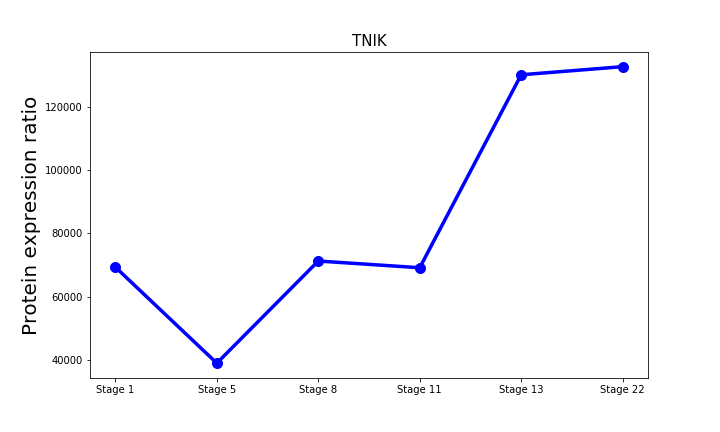 TNIK
Protein expression ratio
120000
100000
80000
60000
40000
Stage 1
Stage 5
Stage 8
Stage 11
Stage 13
Stage 22